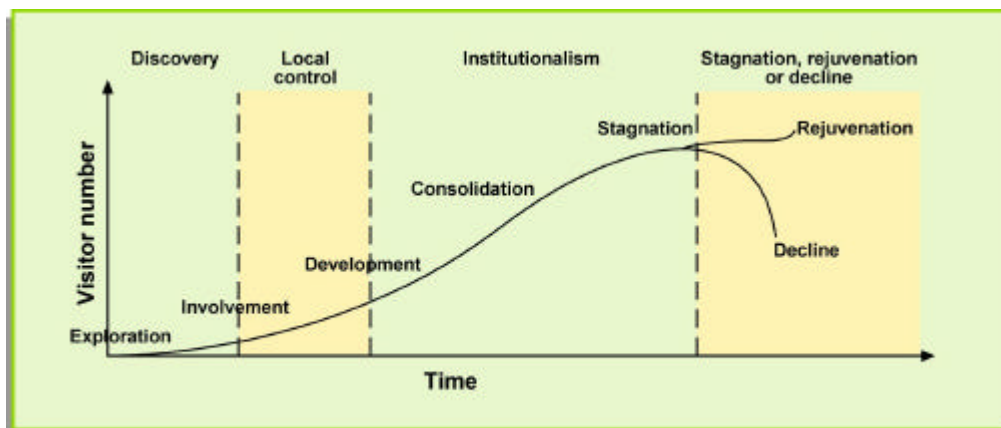 Discovery
Local
control
Institutionalism
Stagnation, rejuvenation
or decline
Visitor number
Exploration
Involvement
Development
Consolidation
Stagnation
Rejuvenation
Decline
Time